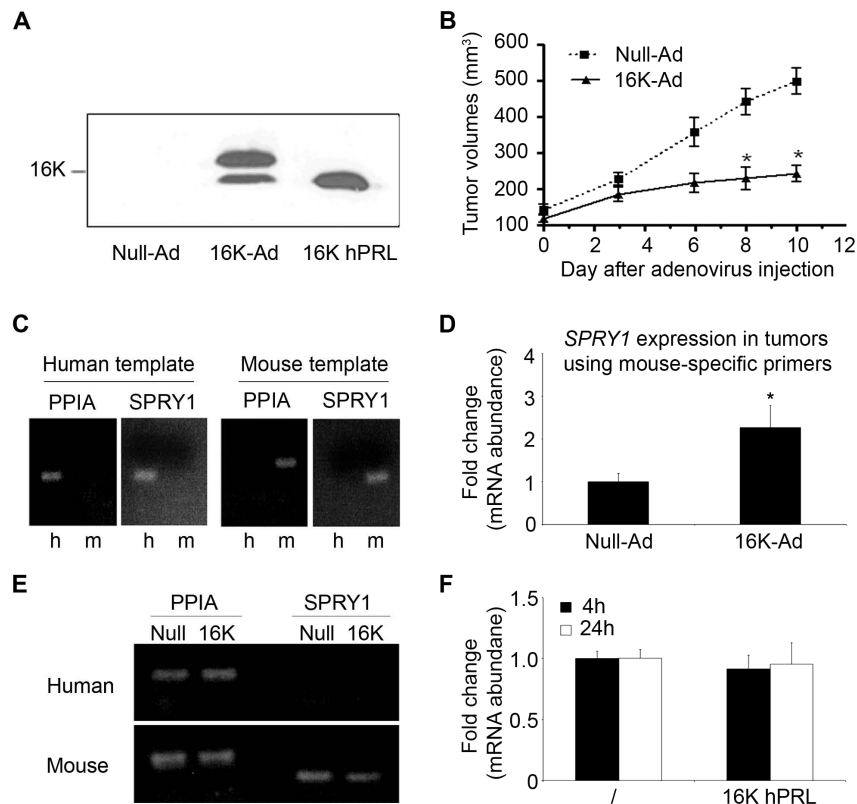 A
16K
Null-Ad 16K-Ad 16K hPRL
B
Tumor volumes (mm³)
600
500
400
300
200
100
Null-Ad
16K-Ad
* *
0 2 4 6 8 10 12
Day after adenovirus injection
C
Human template Mouse template
PPIA SPRY1 PPIA SPRY1
h m h m h m h m
D
SPRY1 expression in tumors
using mouse-specific primers
Fold change
(mRNA abundance)
4
3
2
1
0
*
Null-Ad 16K-Ad
E
PPIA SPRY1
Null 16K Null 16K
Human
Mouse
F
Fold change
(mRNA abundane)
1.5
1.0
0.5
0
4h
24h
/ 16K hPRL